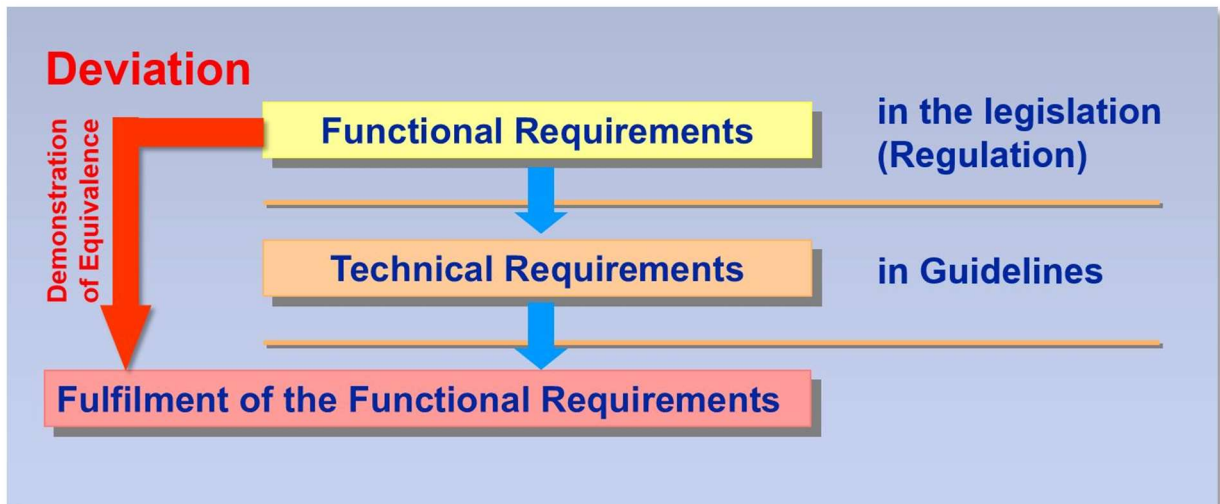 Deviation
Demonstration
of Equivalence
Functional Requirements
in the legislation
(Regulation)
Technical Requirements
in Guidelines
Fulfilment of the Functional Requirements